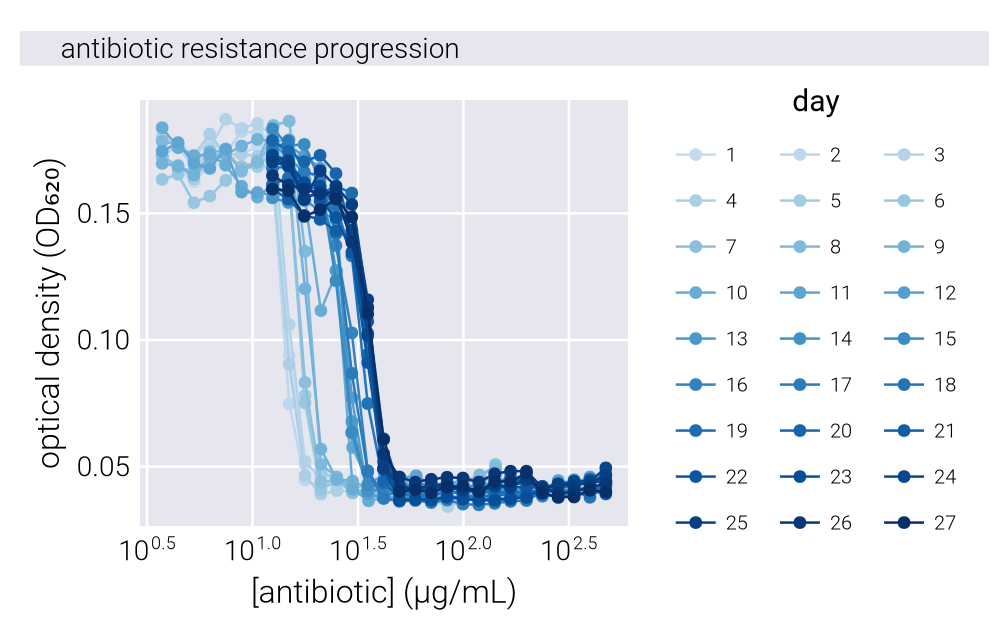 antibiotic resistance progression
optical density (OD₆₂₀)
0.15
0.10
0.05
10^0.5 10^1.0 10^1.5 10^2.0 10^2.5
[antibiotic] (μg/mL)
day
1 2 3
4 5 6
7 8 9
10 11 12
13 14 15
16 17 18
19 20 21
22 23 24
25 26 27